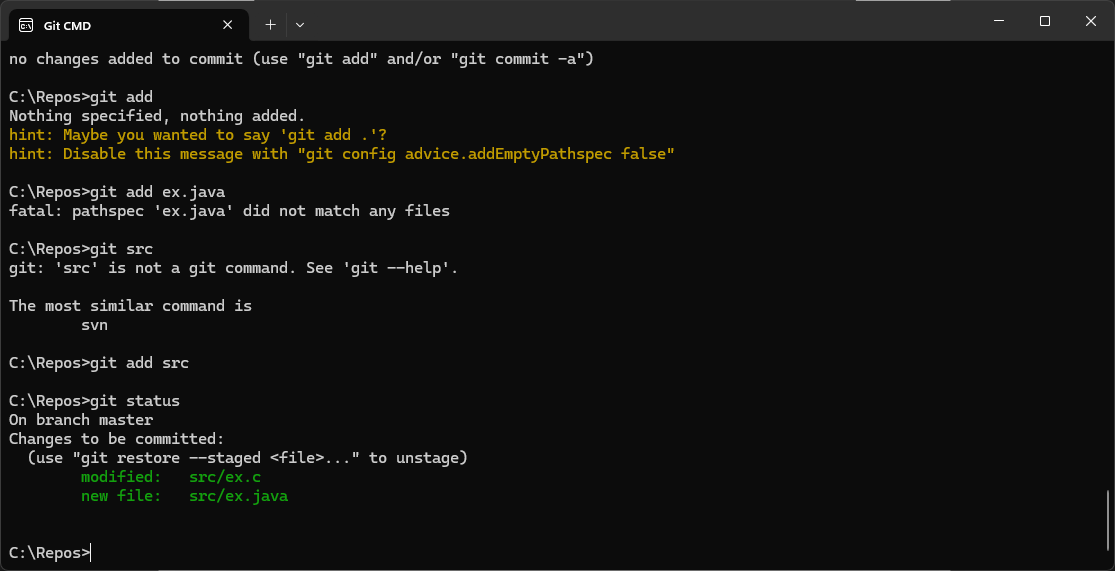 Git CMD
no changes added to commit (use "git add" and/or "git commit -a")
C:\Repos>git add
Nothing specified, nothing added.
hint: Maybe you wanted to say 'git add .'?
hint: Disable this message with "git config advice.addEmptyPathspec false"
C:\Repos>git add ex.java
fatal: pathspec 'ex.java' did not match any files
C:\Repos>git src
git: 'src' is not a git command. See 'git --help'.
The most similar command is
svn
C:\Repos>git add src
C:\Repos>git status
On branch master
Changes to be committed:
(use "git restore --staged <file>..." to unstage)
modified:   src/ex.c
new file:   src/ex.java
C:\Repos>